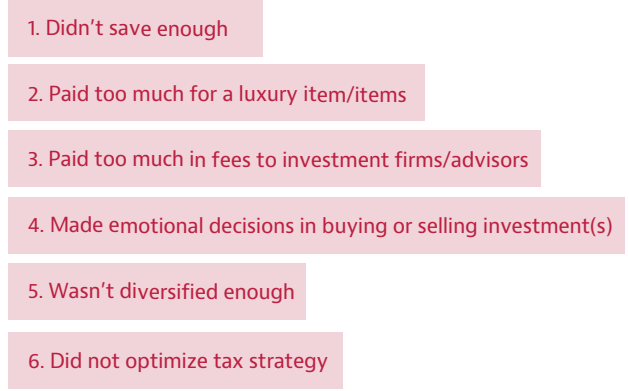 1. Didn’t save enough
2. Paid too much for a luxury item/items
3. Paid too much in fees to investment firms/advisors
4. Made emotional decisions in buying or selling investment(s)
5. Wasn’t diversified enough
6. Did not optimize tax strategy